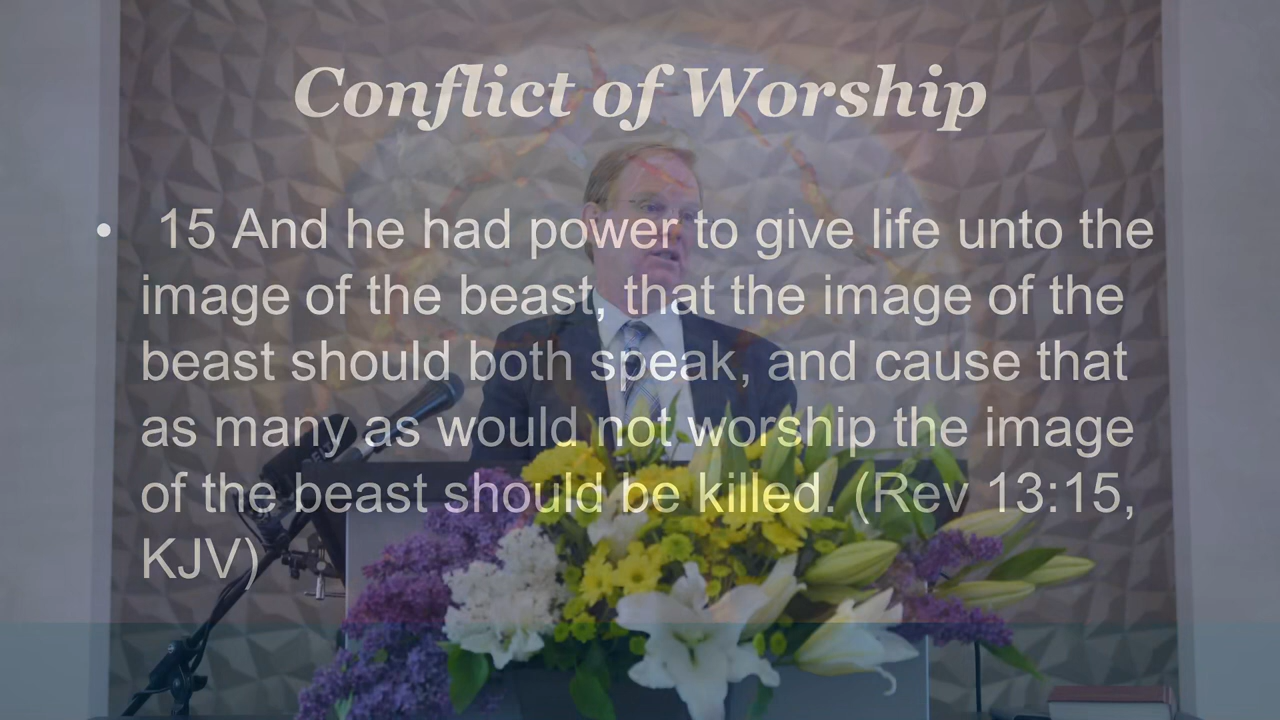 Conflict of Worship
• 15 And he had power to give life unto the
image of the beast, that the image of the
beast should both speak, and cause that
as many as would not worship the image
of the beast should be killed. (Rev 13:15,
KJV)